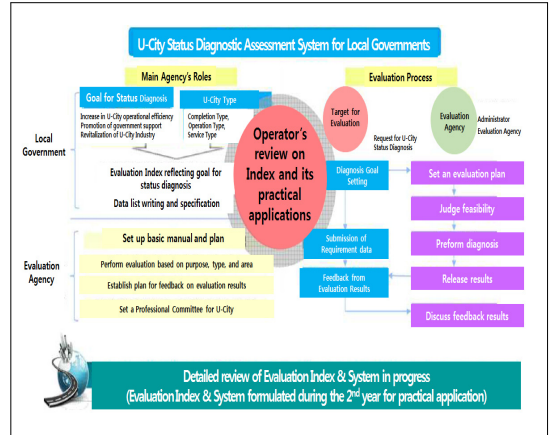 U-City Status Diagnostic Assessment System for Local Governments
Main Agency's Roles
Evaluation Process
Goal for Status Diagnosis
U-City Type
Increase in U-City operational efficiency
Promotion of government support
Revitalization of U-City Industry
Completion Type,
Operation Type,
Service Type
Local
Government
Evaluation Index reflecting goal for
status diagnosis
Data list writing and specification
Operator's
review on
Index and its
practical
applications
Target for
Evaluation
Evaluation
Agency
Administrator
Evaluation Agency
Request for U-City
Status Diagnosis
Diagnosis Goal
Setting
Set an evaluation plan
Judge feasibility
Submission of
Requirement data
Preform diagnosis
Feedback from
Evaluation Results
Release results
Discuss feedback results
Evaluation
Agency
Set up basic manual and plan
Perform evaluation based on purpose, type, and area
Establish plan for feedback on evaluation results
Set a Professional Committee for U-City
Detailed review of Evaluation Index & System in progress
(Evaluation Index & System formulated during the 2nd year for practical application)